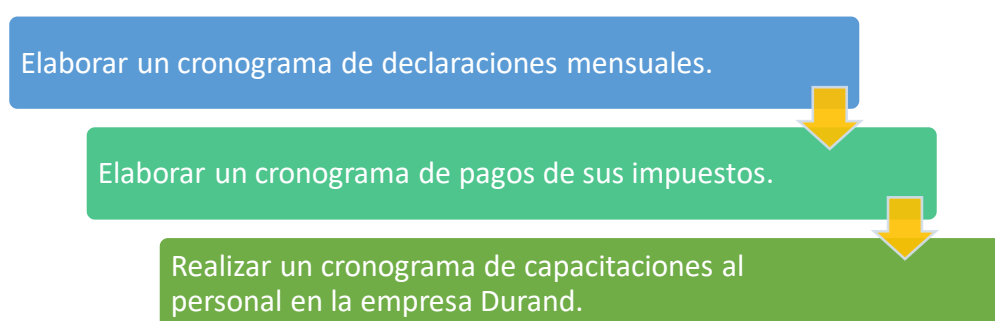 Elaborar un cronograma de declaraciones mensuales.
Elaborar un cronograma de pagos de sus impuestos.
Realizar un cronograma de capacitaciones al
personal en la empresa Durand.